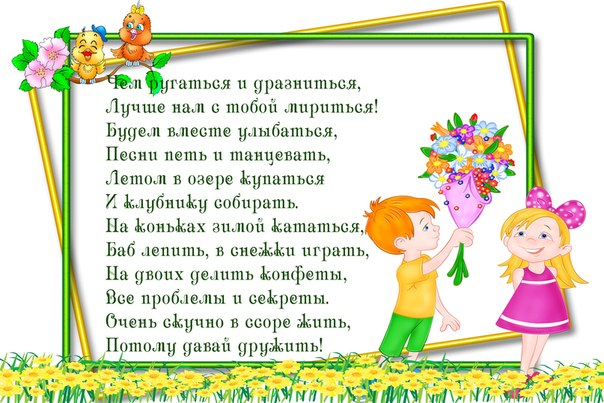 Чем ругаться и дразниться,
Лучше нам с тобой мириться!
Будем вместе улыбаться,
Песни петь и танцевать,
Летом в озере купаться
И клубнику собирать.
На коньках зимой кататься,
Баб лепить, в снежки играть,
На двоих делить конфеты,
Все проблемы и секреты.
Очень скучно в ссоре жить,
Потому давай дружить!